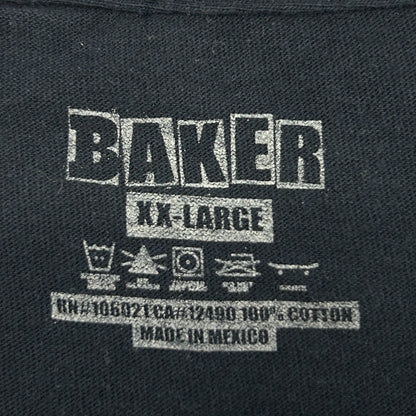 BAKER
XX-LARGE
RN#106021 CA#12490 100% COTTON
MADE IN MEXICO